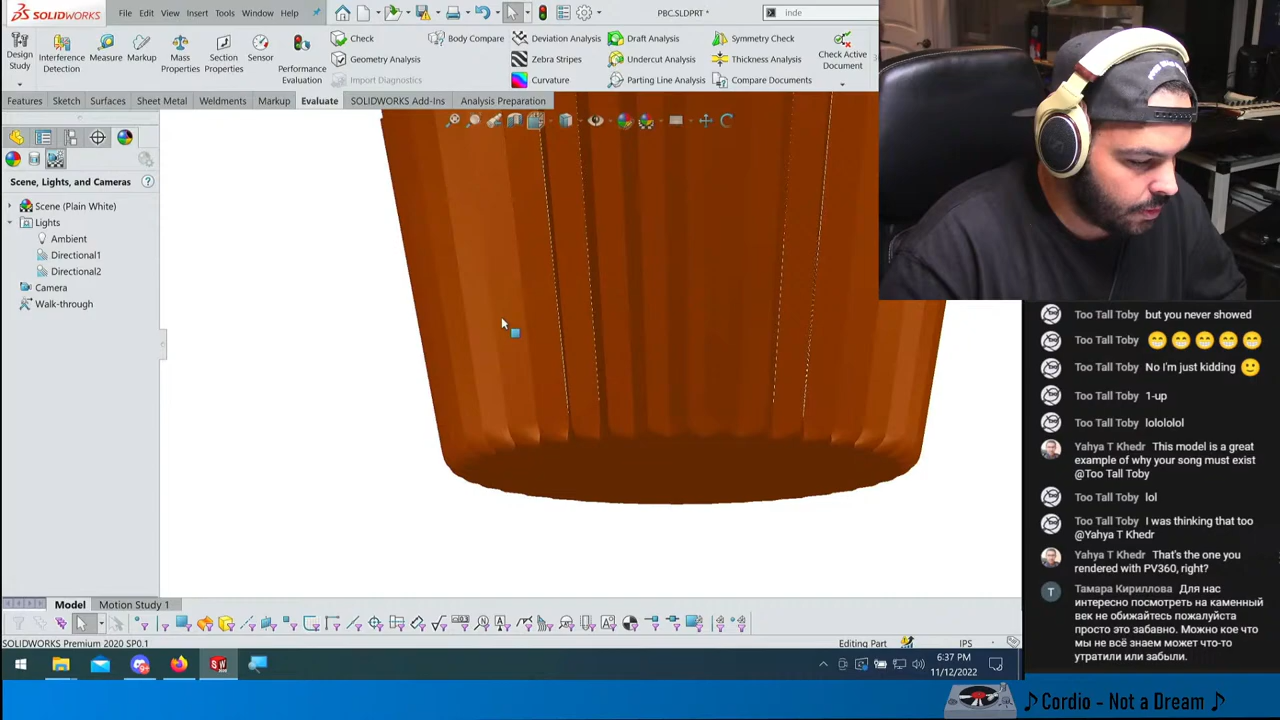 SOLIDWORKS File Edit View Insert Tools Window Help PBC.SLDPRT * inde
Design Study Interference Detection Measure Markup Mass Properties Section Properties Sensor Performance Evaluation
Check Body Compare Deviation Analysis Draft Analysis Symmetry Check Check Active Document
Geometry Analysis Zebra Stripes Undercut Analysis Thickness Analysis
Import Diagnostics Curvature Parting Line Analysis Compare Documents
Features Sketch Surfaces Sheet Metal Weldments Markup Evaluate SOLIDWORKS Add-Ins Analysis Preparation
Scene, Lights, and Cameras
Scene (Plain White)
Lights
Ambient
Directional1
Directional2
Camera
Walk-through
Too Tall Toby but you never showed
Too Tall Toby 😁😁😁😁😁
Too Tall Toby No I'm just kidding 🙂
Too Tall Toby 1-up
Too Tall Toby lolololol
Yahya T Khedr This model is a great
example of why your song must exist
@Too Tall Toby
Too Tall Toby lol
Too Tall Toby I was thinking that too
@Yahya T Khedr
Yahya T Khedr That's the one you
rendered with PV360, right?
Т
Тамара Кириллова Для нас
интересно посмотреть на каменный
век не обижайтесь пожалуйста
просто это забавно. Можно кое что
мы не всё знаем может что-то
утратили или забыли.
Model Motion Study 1
SOLIDWORKS Premium 2020 SP0.1 Editing Part IPS
6:37 PM
11/12/2022
♪ Cordio - Not a Dream ♪